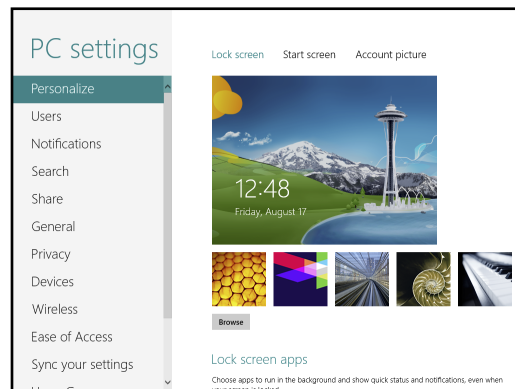 PC settings
Personalize
Users
Notifications
Search
Share
General
Privacy
Devices
Wireless
Ease of Access
Sync your settings
Lock screen Start screen Account picture
12:48
Friday, August 17
Browse
Lock screen apps
Choose apps to run in the background and show quick status and notifications, even when